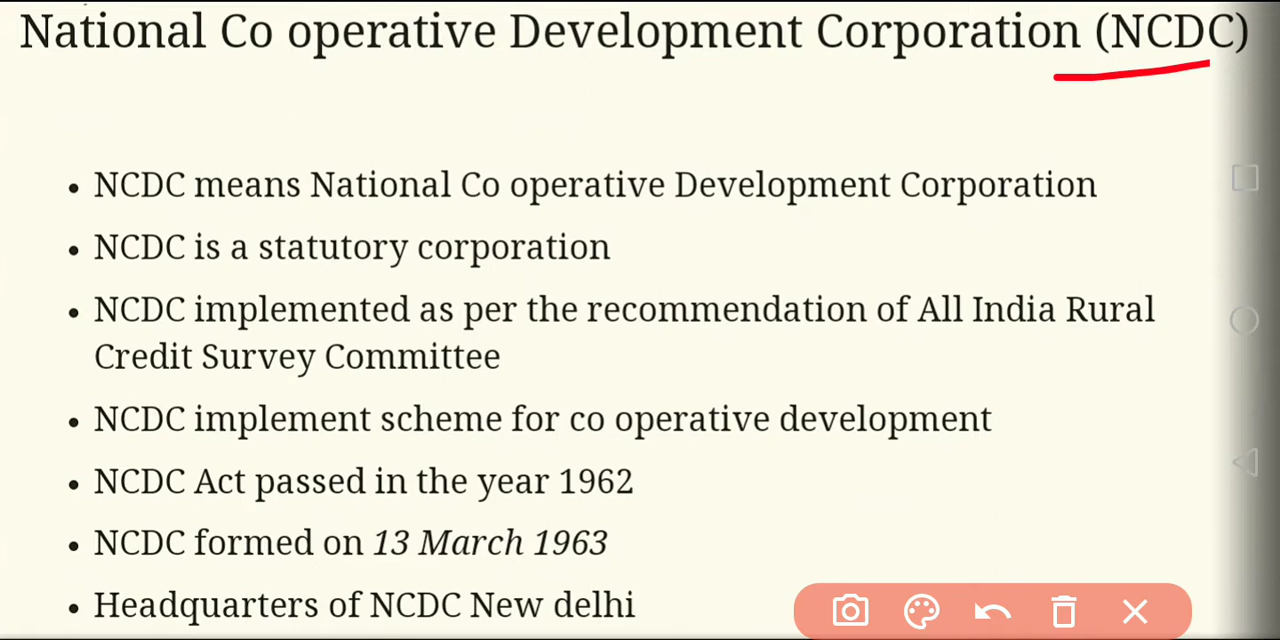 National Co operative Development Corporation (NCDC)
• NCDC means National Co operative Development Corporation
• NCDC is a statutory corporation
• NCDC implemented as per the recommendation of All India Rural
Credit Survey Committee
• NCDC implement scheme for co operative development
• NCDC Act passed in the year 1962
• NCDC formed on 13 March 1963
• Headquarters of NCDC New delhi